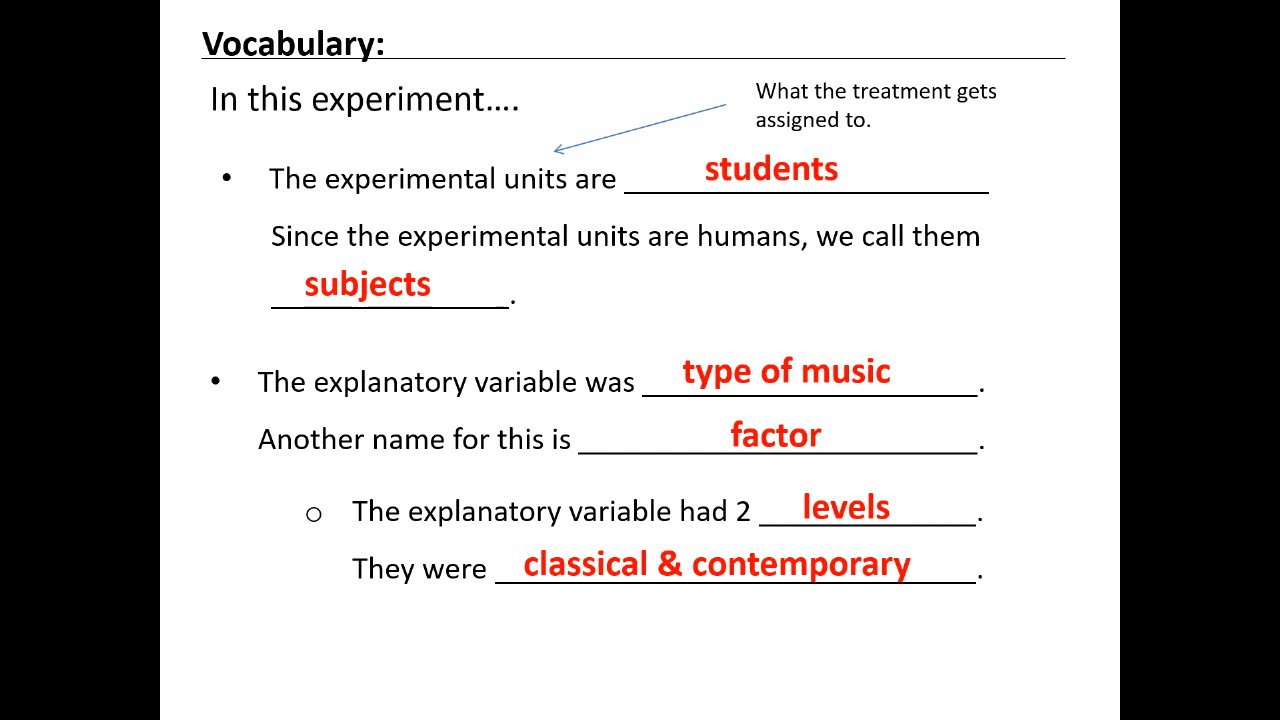 Vocabulary:
In this experiment....
What the treatment gets
assigned to.
• The experimental units are students
Since the experimental units are humans, we call them
subjects.
• The explanatory variable was type of music.
Another name for this is factor.
o The explanatory variable had 2 levels.
They were classical & contemporary.